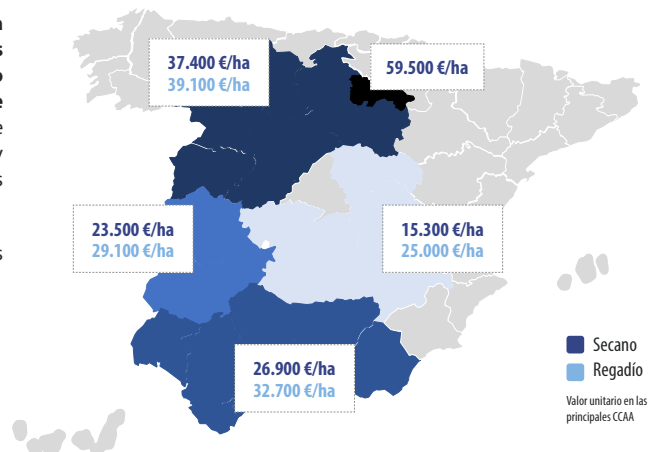 n
s
o
e
e
y
s
s
37.400 €/ha
39.100 €/ha
59.500 €/ha
23.500 €/ha
29.100 €/ha
15.300 €/ha
25.000 €/ha
26.900 €/ha
32.700 €/ha
Secano
Regadío
Valor unitario en las
principales CCAA